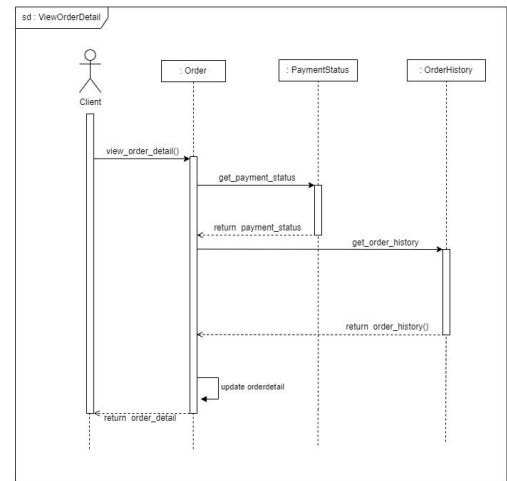 sd : ViewOrderDetail
: Order
: PaymentStatus
: OrderHistory
Client
view_order_detail()
get_payment_status
return payment_status
get_order_history
return order_history()
update orderdetail
return order_detail